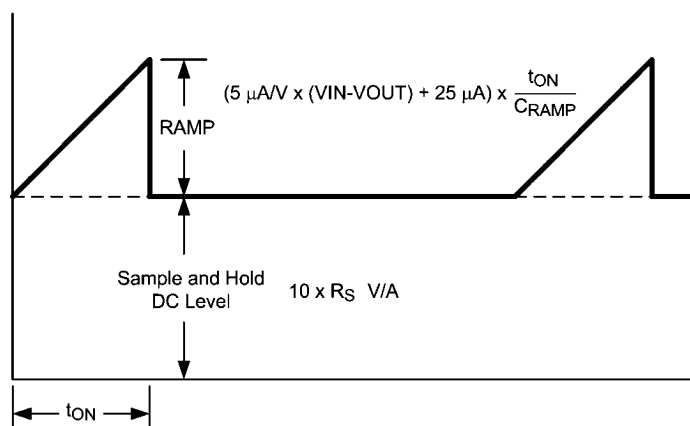 (5 μA/V x (VIN-VOUT) + 25 μA) x tON / CRAMP
RAMP
Sample and Hold
DC Level
10 x RS V/A
tON